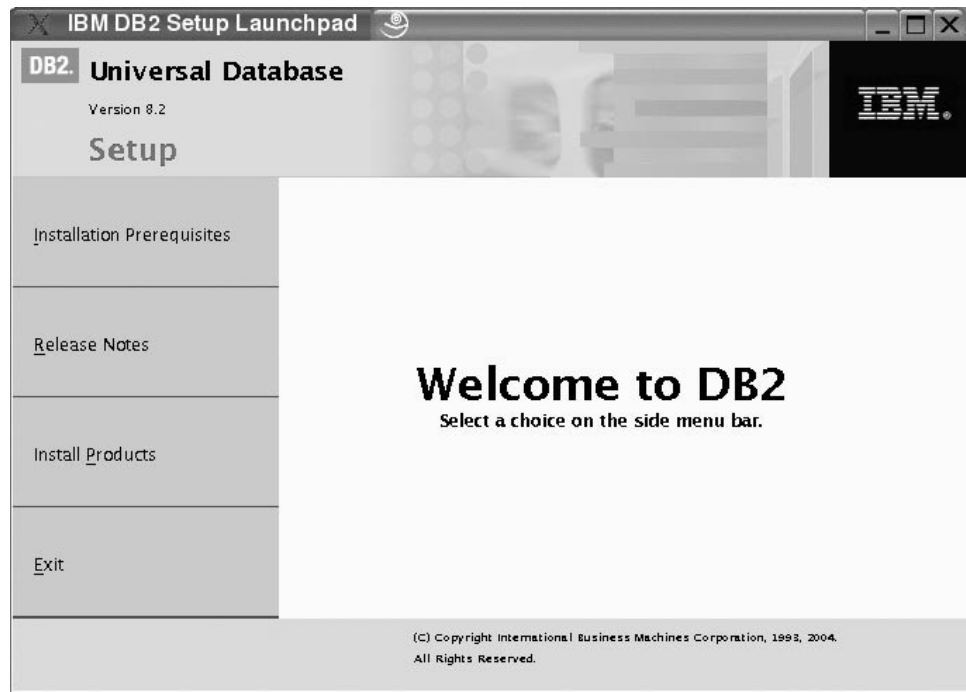 IBM DB2 Setup Launchpad
DB2. Universal Database
Version 8.2
Setup
IBM.
Installation Prerequisites
Release Notes
Install Products
Exit
Welcome to DB2
Select a choice on the side menu bar.
(C) Copyright International Business Machines Corporation, 1993, 2004.
All Rights Reserved.